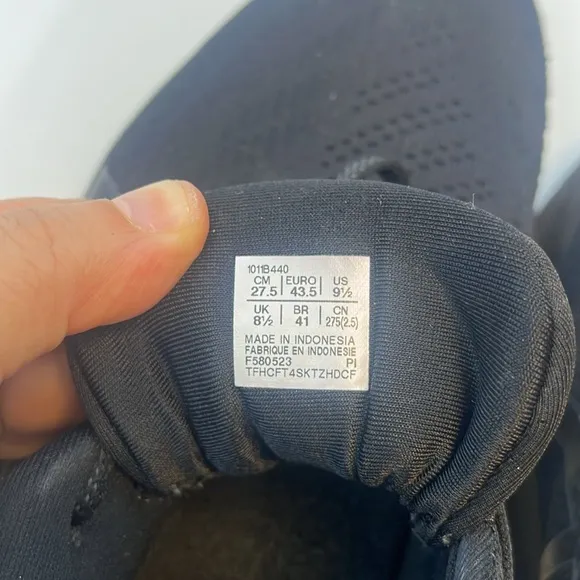 1011B440
CM EURO US
27.5 43.5 9½
UK BR CN
8½ 41 275(2.5)
MADE IN INDONESIA
FABRIQUE EN INDONESIE
F580523 PI
TFHCFT4SKTZHDCF